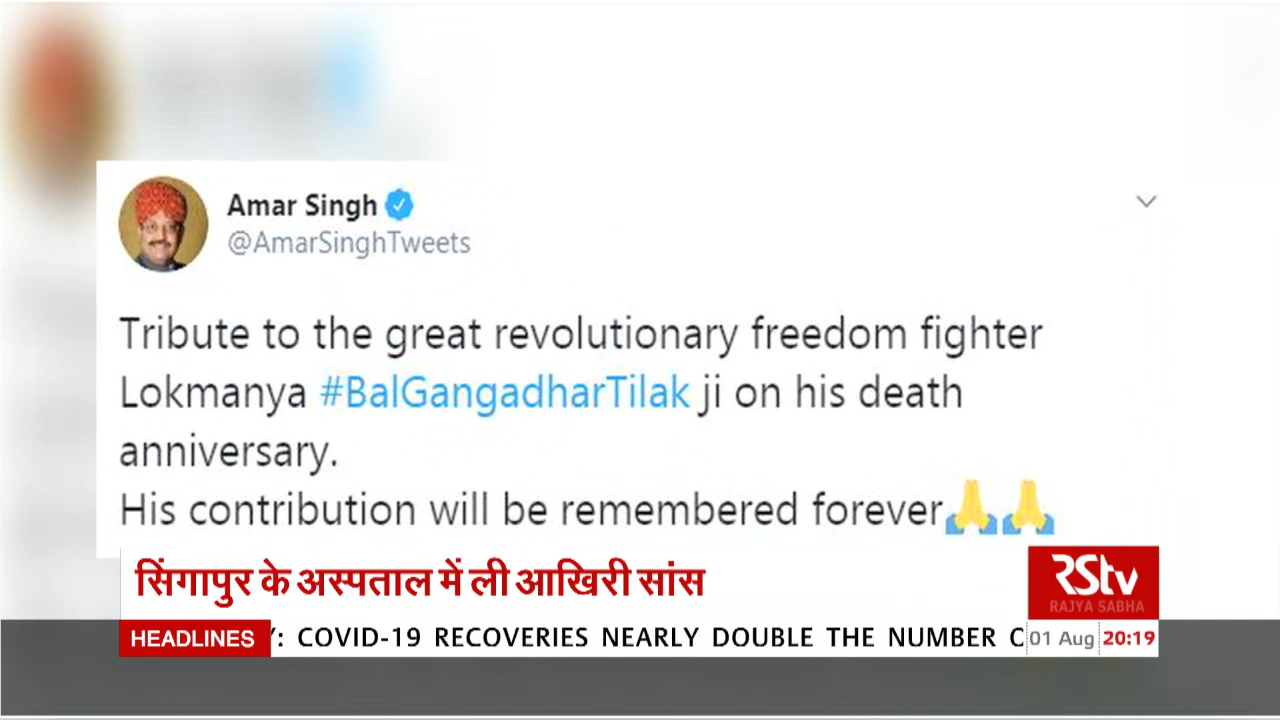 Amar Singh
@AmarSinghTweets
Tribute to the great revolutionary freedom fighter
Lokmanya #BalGangadharTilak ji on his death
anniversary.
His contribution will be remembered forever🙏🙏
सिंगापुर के अस्पताल में ली आखिरी सांस
RStv
RAJYA SABHA
HEADLINES : COVID-19 RECOVERIES NEARLY DOUBLE THE NUMBER 01 Aug 20:19